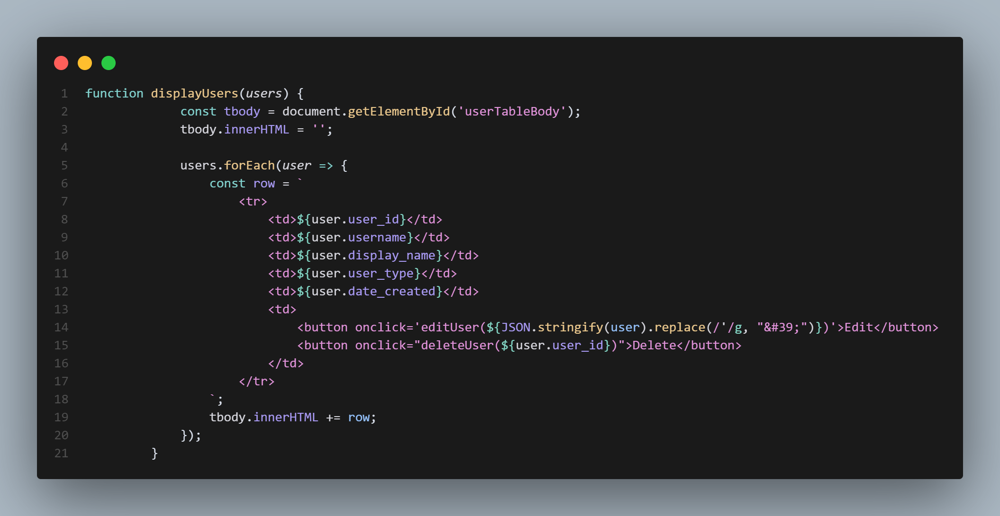 1 function displayUsers(users) {
2 const tbody = document.getElementById('userTableBody');
3 tbody.innerHTML = '';
4
5 users.forEach(user => {
6 const row = `
7 <tr>
8 <td>${user.user_id}</td>
9 <td>${user.username}</td>
10 <td>${user.display_name}</td>
11 <td>${user.user_type}</td>
12 <td>${user.date_created}</td>
13 <td>
14 <button onclick='editUser(${JSON.stringify(user).replace(/'/g, "&#39;")})'>Edit</button>
15 <button onclick="deleteUser(${user.user_id})">Delete</button>
16 </td>
17 </tr>
18 `;
19 tbody.innerHTML += row;
20 });
21 }